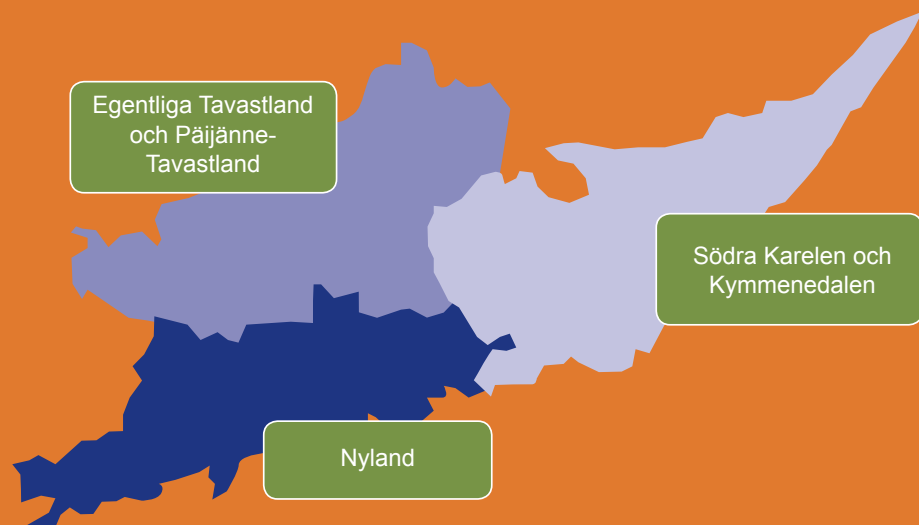 Egentliga Tavastland
och Päijänne-
Tavastland
Södra Karelen och
Kymmenedalen
Nyland